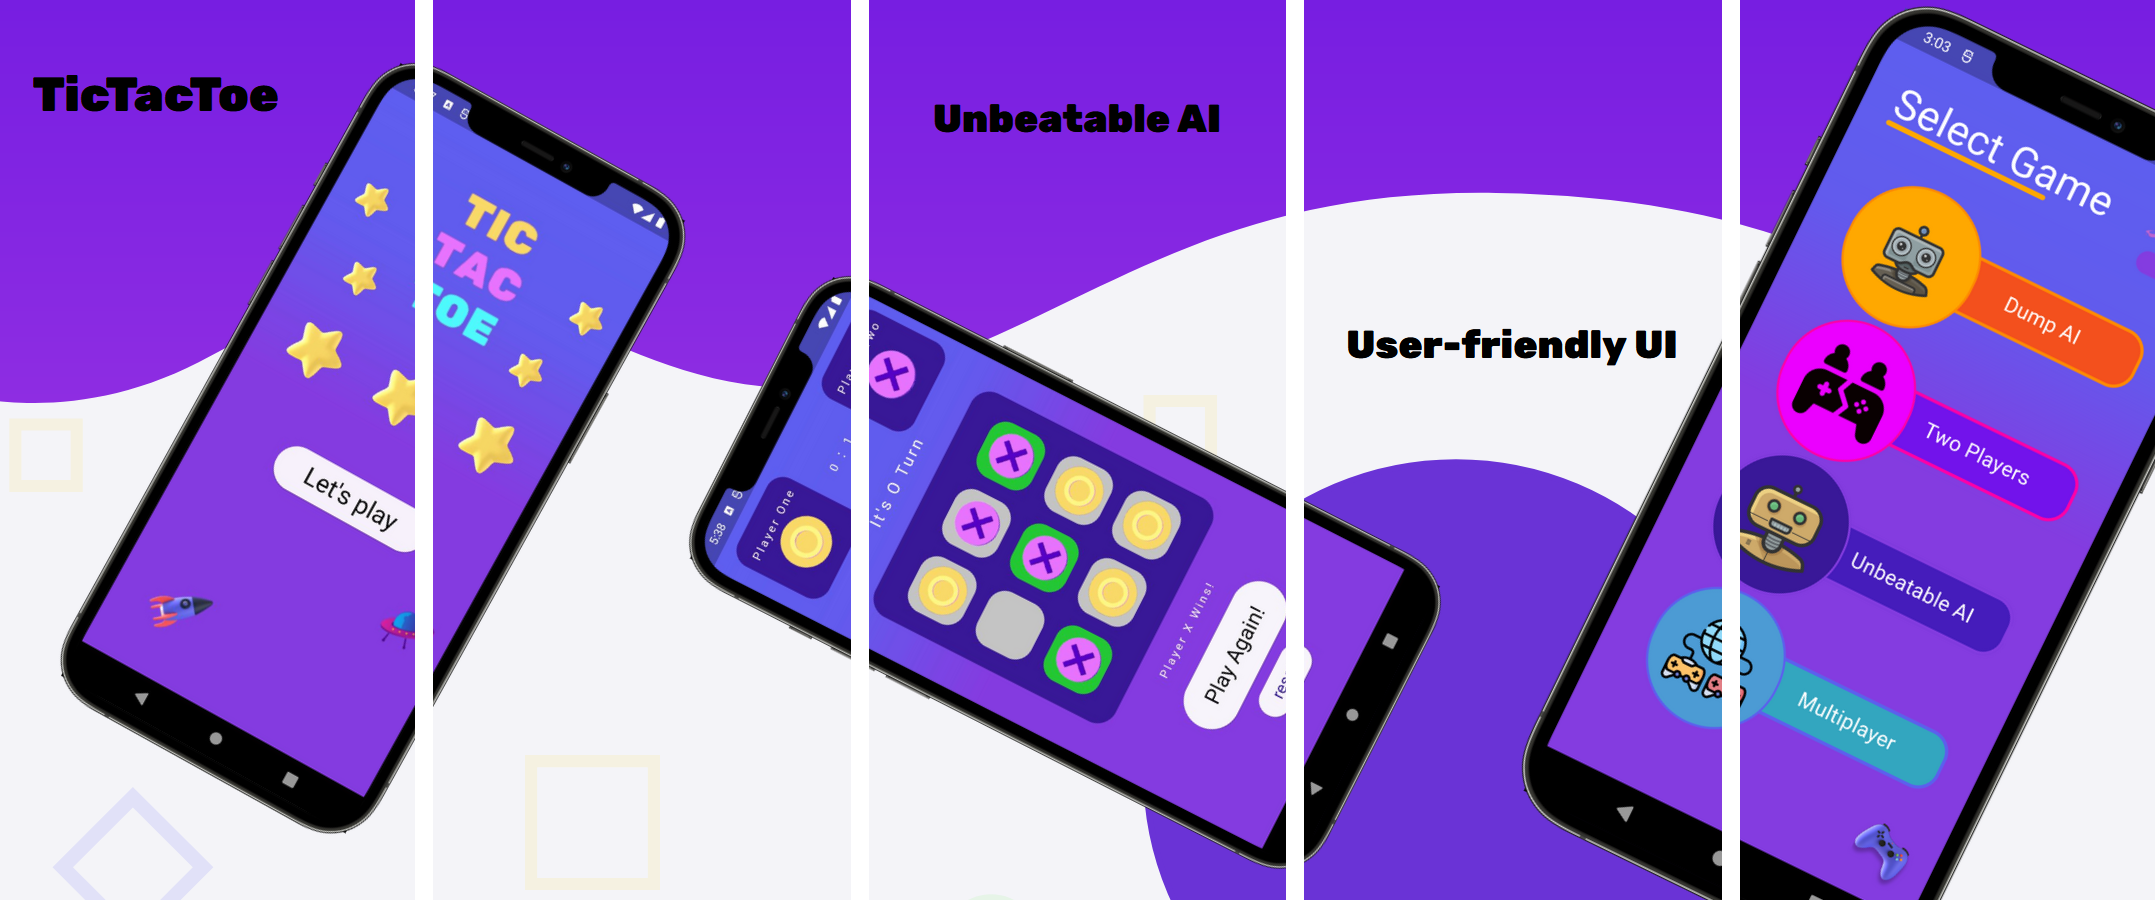 TicTacToe
TIC
TAC
TOE
Let's play
Unbeatable AI
5:38
Player One
0 : 1
It's O Turn
Player X Wins!
Play Again!
User-friendly UI
3:03
Select Game
Dump AI
Two Players
Unbeatable AI
Multiplayer